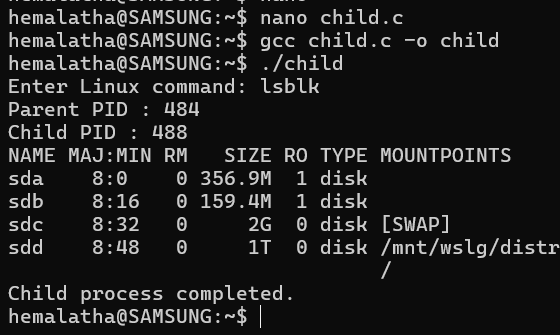 hemalatha@SAMSUNG:~$ nano child.c
hemalatha@SAMSUNG:~$ gcc child.c -o child
hemalatha@SAMSUNG:~$ ./child
Enter Linux command: lsblk
Parent PID : 484
Child PID : 488
NAME MAJ:MIN RM   SIZE RO TYPE MOUNTPOINTS
sda    8:0    0 356.9M  1 disk
sdb    8:16   0 159.4M  1 disk
sdc    8:32   0     2G  0 disk [SWAP]
sdd    8:48   0     1T  0 disk /mnt/wslg/distr
                               /
Child process completed.
hemalatha@SAMSUNG:~$